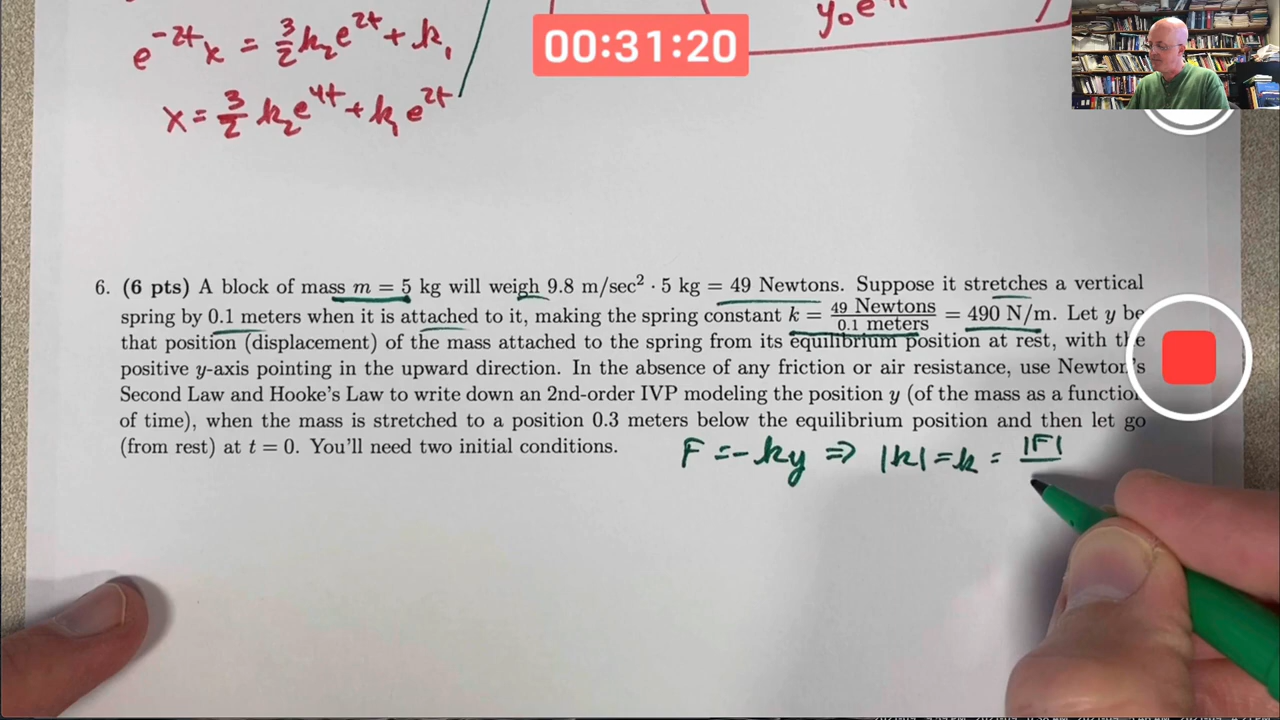 e^{-2t}x = \frac{3}{2}k_2e^{2t} + k_1
y_0e
00:31:20
x = \frac{3}{2}k_2e^{4t} + k_1e^{2t}
6. (6 pts) A block of mass m = 5 kg will weigh 9.8 m/sec² · 5 kg = 49 Newtons. Suppose it stretches a vertical
spring by 0.1 meters when it is attached to it, making the spring constant k = \frac{49 Newtons}{0.1 meters} = 490 N/m. Let y be
that position (displacement) of the mass attached to the spring from its equilibrium position at rest, with the
positive y-axis pointing in the upward direction. In the absence of any friction or air resistance, use Newton's
Second Law and Hooke's Law to write down an 2nd-order IVP modeling the position y (of the mass as a function
of time), when the mass is stretched to a position 0.3 meters below the equilibrium position and then let go
(from rest) at t = 0. You'll need two initial conditions.
F = -ky ⇒ |k| = k = |F|